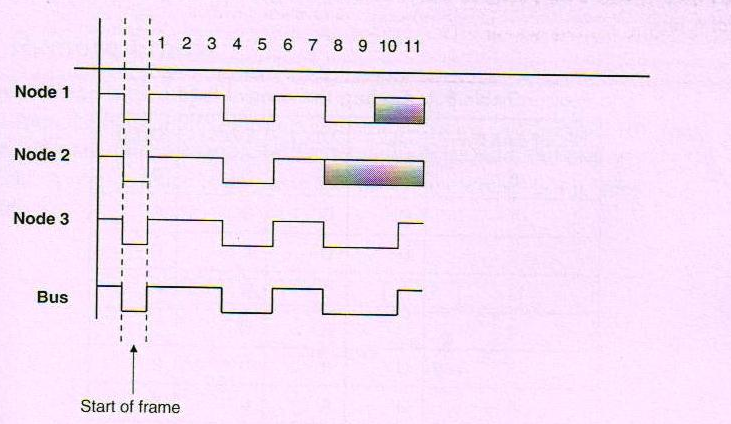 1 2 3 4 5 6 7 8 9 10 11
Node 1
Node 2
Node 3
Bus
Start of frame